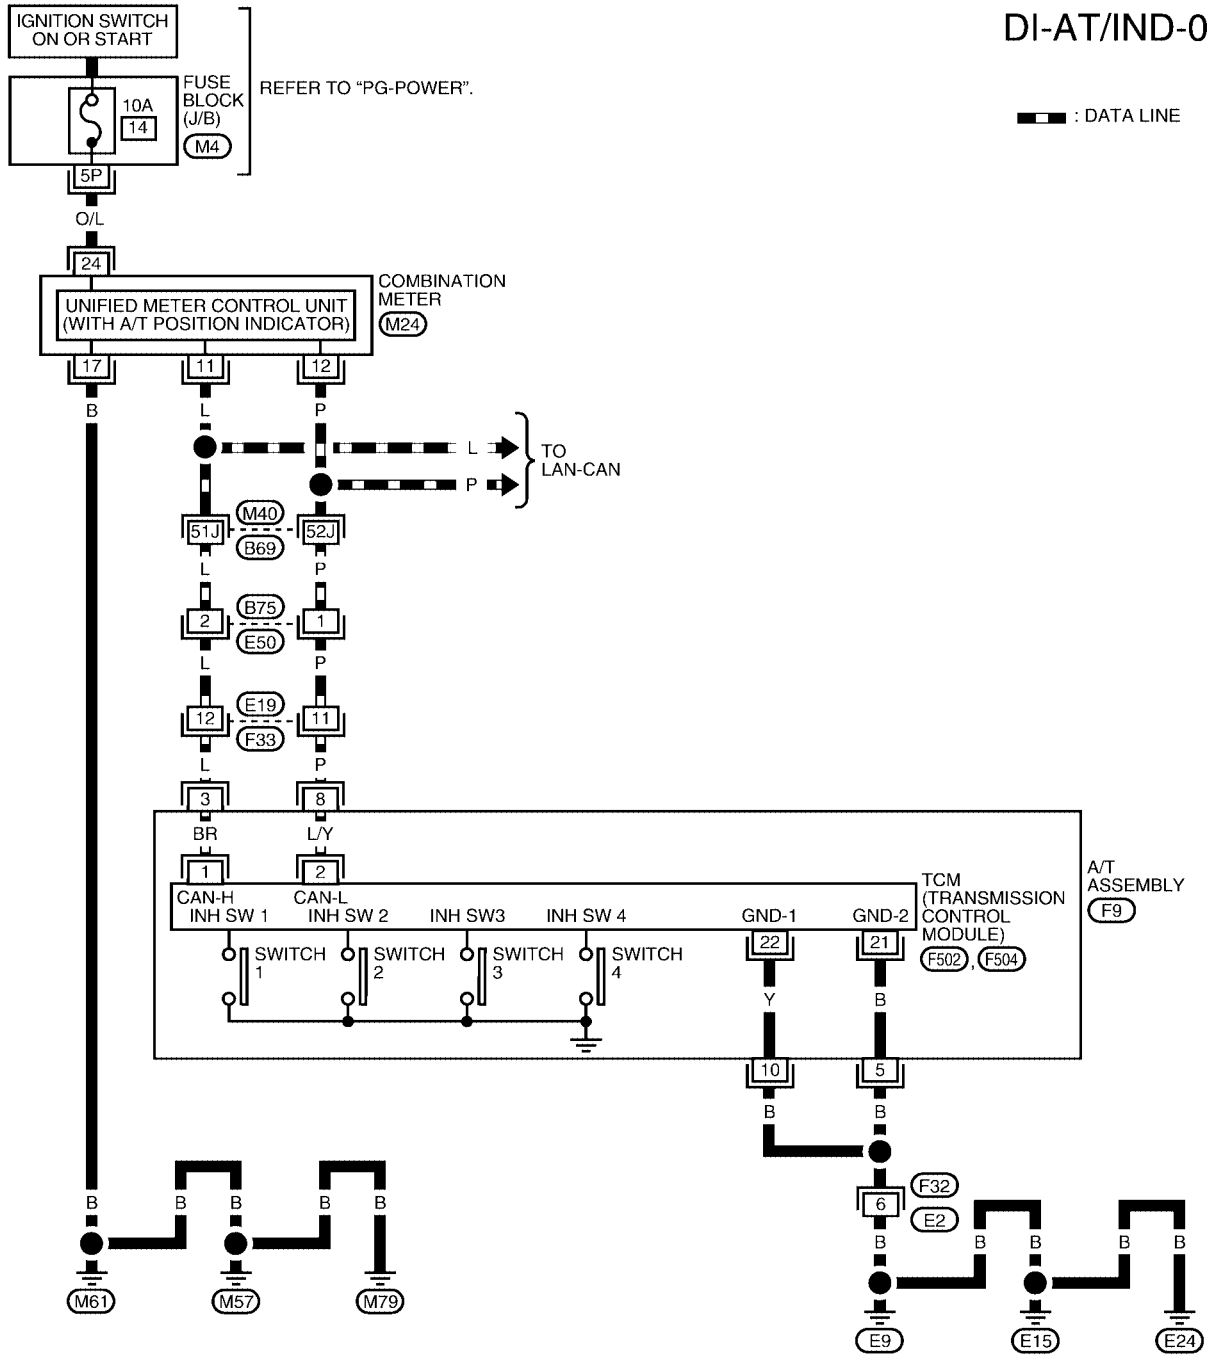 IGNITION SWITCH
ON OR START
DI-AT/IND-0
FUSE
BLOCK
(J/B)
M4
REFER TO “PG-POWER”.
10A
14
: DATA LINE
5P
O/L
24
COMBINATION
METER
M24
UNIFIED METER CONTROL UNIT
(WITH A/T POSITION INDICATOR)
17 11 12
B L P
L
P
TO
LAN-CAN
51J M40 52J
B69
L P
2 B75 1
E50
L P
12 E19 11
F33
L P
3 8
BR L/Y
1 2
A/T
ASSEMBLY
F9
TCM
(TRANSMISSION
CONTROL
MODULE)
F502 , F504
CAN-H CAN-L
INH SW 1 INH SW 2 INH SW3 INH SW 4 GND-1 GND-2
22 21
SWITCH
1
SWITCH
2
SWITCH
3
SWITCH
4
Y B
10 5
B B
F32
6
E2
B B B B B
B B B B B
M61 M57 M79
E9 E15 E24